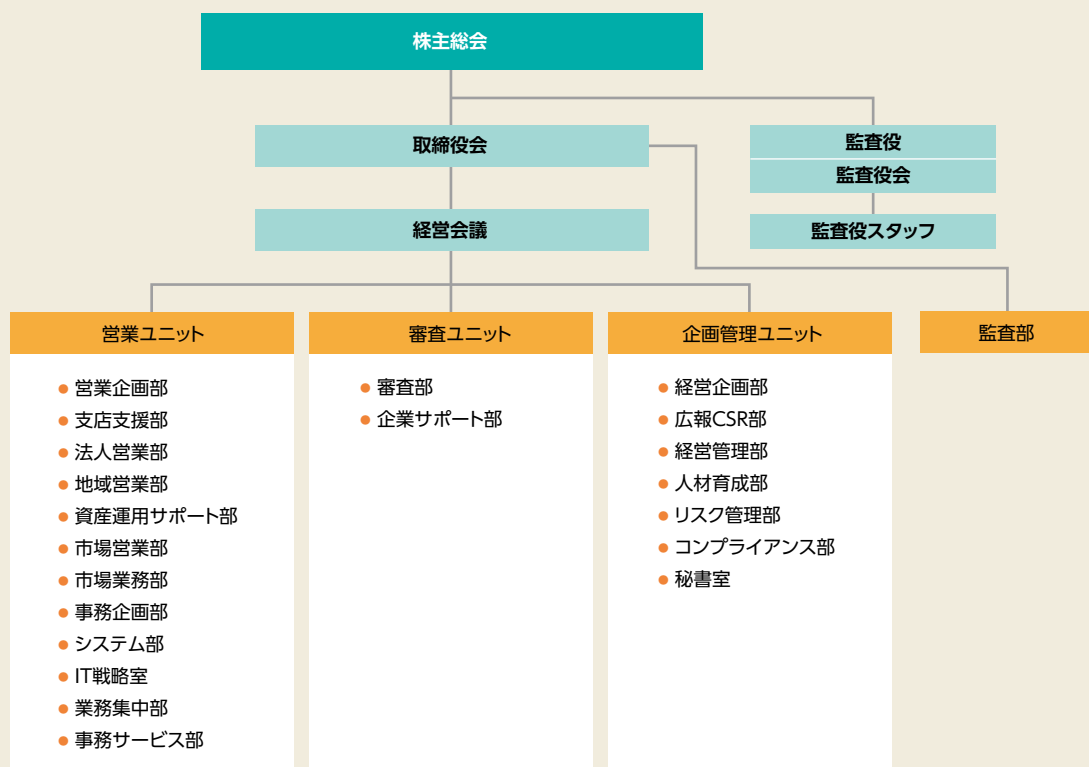 株主総会
取締役会
監査役
監査役会
経営会議
監査役スタッフ
営業ユニット
営業企画部
支店支援部
法人営業部
地域営業部
資産運用サポート部
市場営業部
市場業務部
事務企画部
システム部
IT戦略室
業務集中部
事務サービス部
審査ユニット
審査部
企業サポート部
企画管理ユニット
経営企画部
広報CSR部
経営管理部
人材育成部
リスク管理部
コンプライアンス部
秘書室
監査部